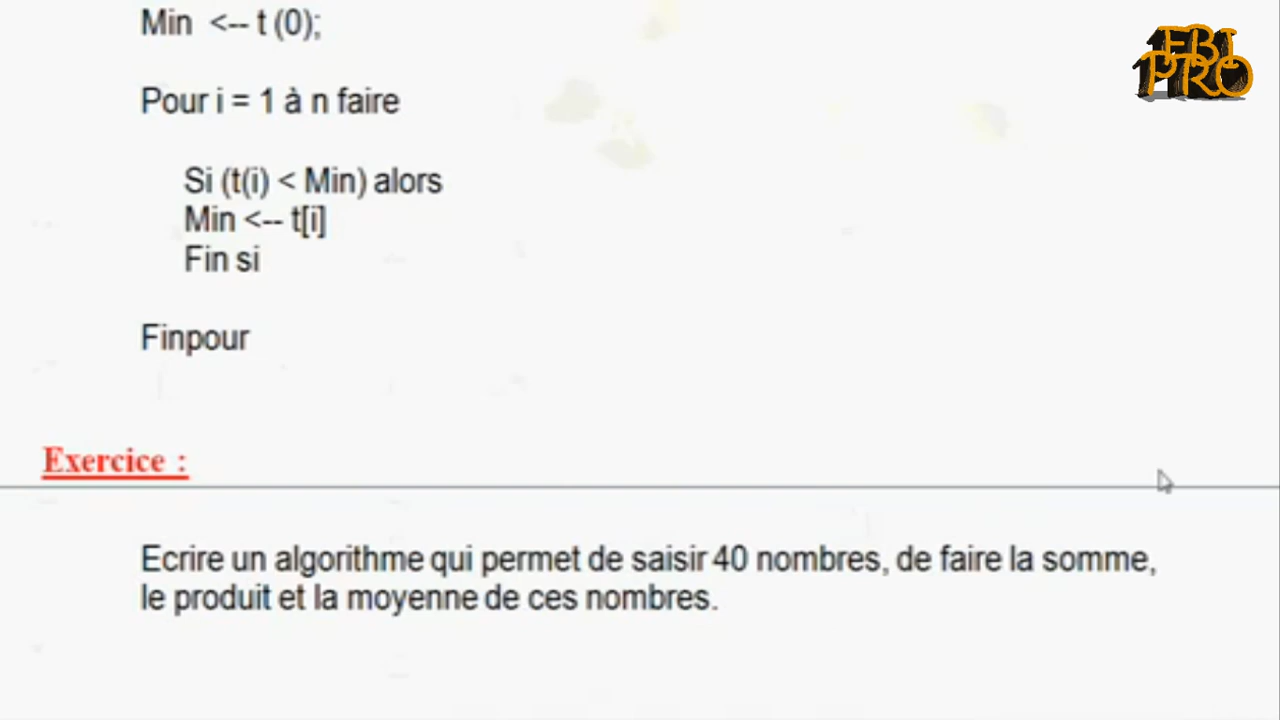 Min <-- t (0);
FBI
PRO
Pour i = 1 à n faire
Si (t(i) < Min) alors
Min <-- t[i]
Fin si
Finpour
Exercice :
Ecrire un algorithme qui permet de saisir 40 nombres, de faire la somme,
le produit et la moyenne de ces nombres.